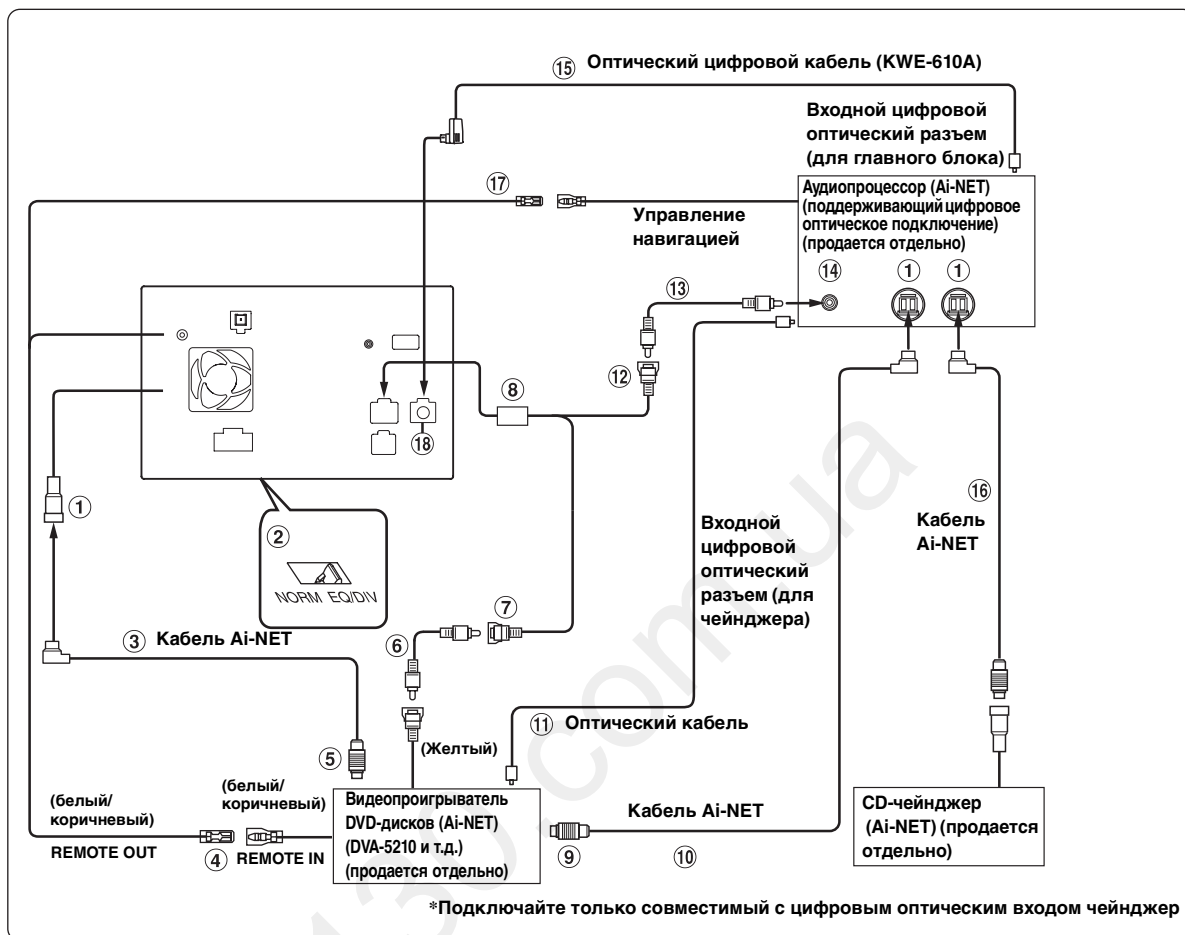 ⑮ Оптический цифровой кабель (KWE-610A)
Входной цифровой
оптический разъем
(для главного блока)
⑰
Управление
навигацией
Аудиопроцессор (Ai-NET)
(поддерживающий цифровое
оптическое подключение)
(продается отдельно)
⑭ ① ①
⑬
⑫
⑧
⑱
①
②
NORM EQ/DIV
⑯
Кабель
Ai-NET
Входной
цифровой
оптический
разъем (для
чейнджера)
⑦
⑥
③ Кабель Ai-NET
⑪ Оптический кабель
(Желтый)
⑤
(белый/
коричневый)
(белый/
коричневый)
REMOTE OUT
④ REMOTE IN
Видеопроигрыватель
DVD-дисков (Ai-NET)
(DVA-5210 и т.д.)
(продается отдельно)
Кабель Ai-NET
⑨ ⑩
CD-чейнджер
(Ai-NET) (продается
отдельно)
*Подключайте только совместимый с цифровым оптическим входом чейнджер
130.com.ua